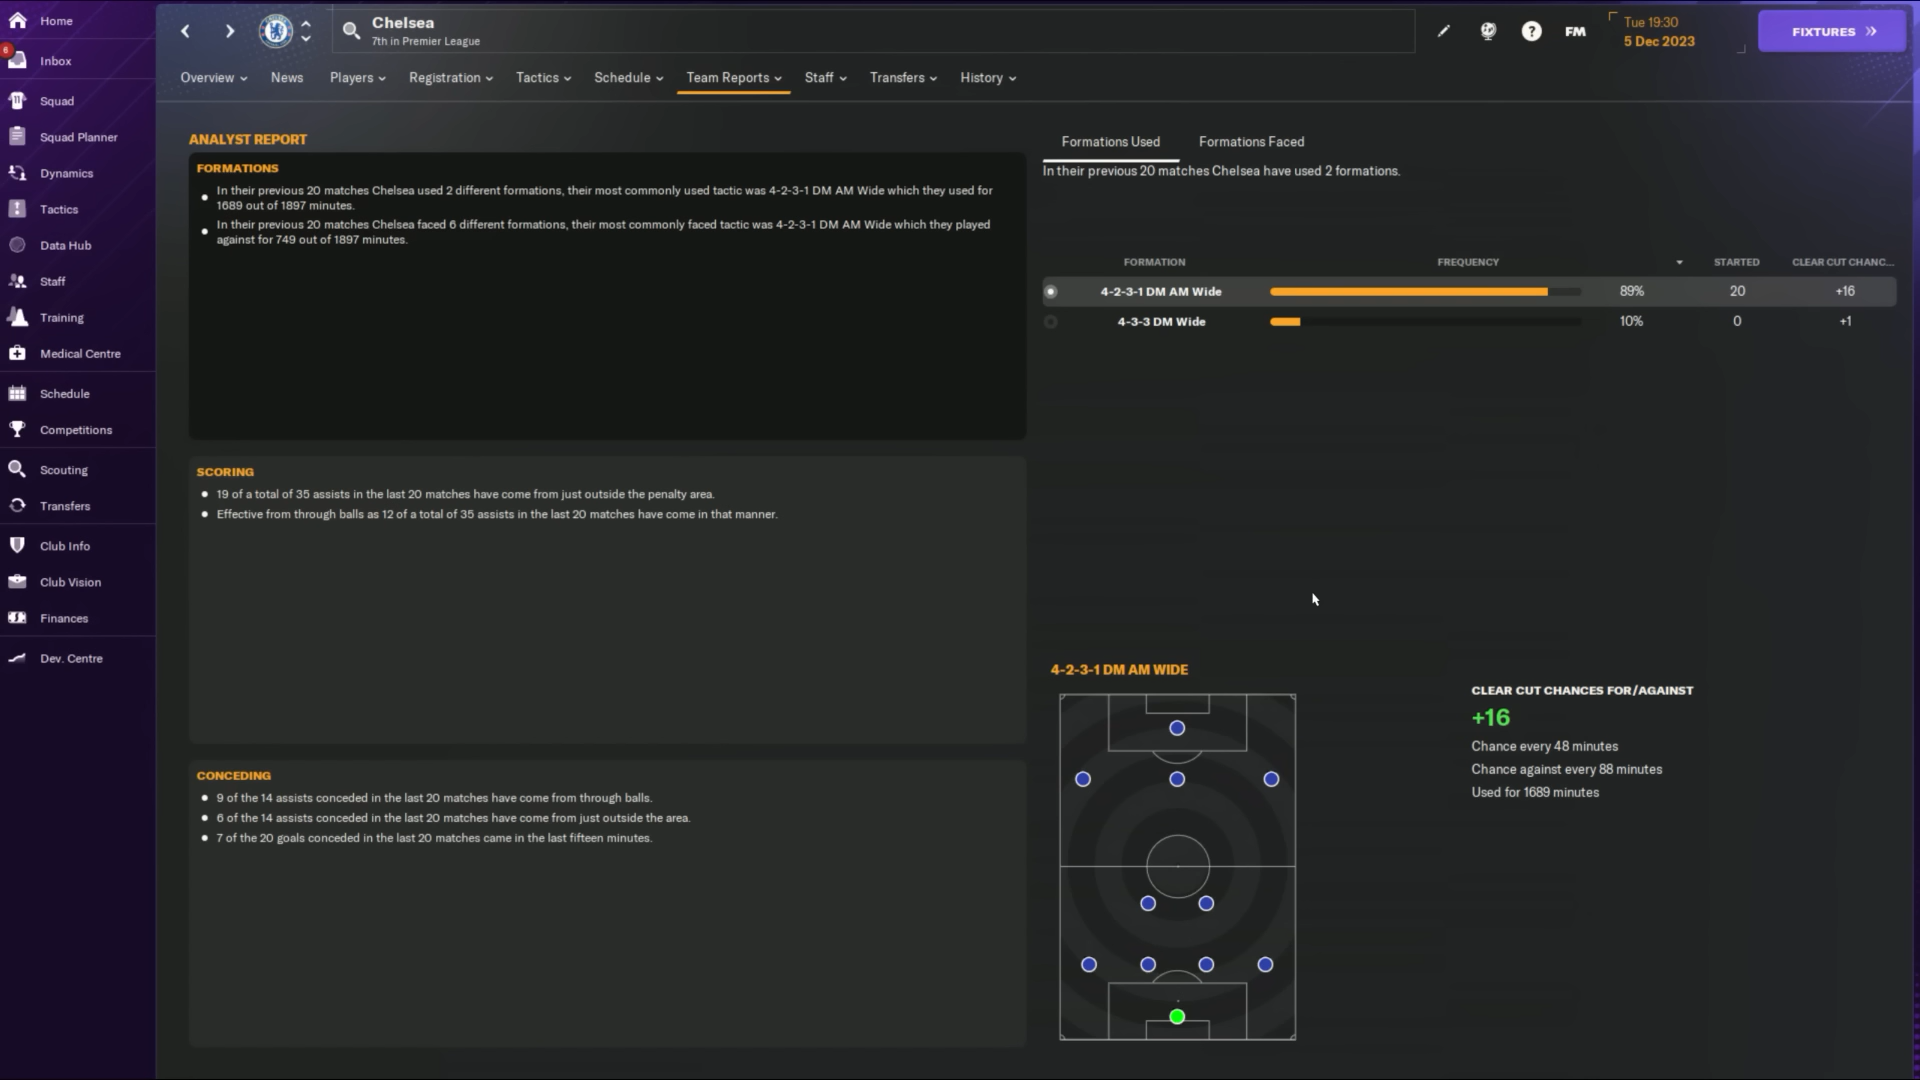 Home
Chelsea
7th in Premier League
FM
Tue 19:30
5 Dec 2023
FIXTURES
6
Inbox
Overview
News
Players
Registration
Tactics
Schedule
Team Reports
Staff
Transfers
History
Squad
Squad Planner
Dynamics
Tactics
Data Hub
Staff
Training
Medical Centre
Schedule
Competitions
Scouting
Transfers
Club Info
Club Vision
Finances
Dev. Centre
ANALYST REPORT
FORMATIONS
In their previous 20 matches Chelsea used 2 different formations, their most commonly used tactic was 4-2-3-1 DM AM Wide which they used for
1689 out of 1897 minutes.
In their previous 20 matches Chelsea faced 6 different formations, their most commonly faced tactic was 4-2-3-1 DM AM Wide which they played
against for 749 out of 1897 minutes.
SCORING
19 of a total of 35 assists in the last 20 matches have come from just outside the penalty area.
Effective from through balls as 12 of a total of 35 assists in the last 20 matches have come in that manner.
CONCEDING
9 of the 14 assists conceded in the last 20 matches have come from through balls.
6 of the 14 assists conceded in the last 20 matches have come from just outside the area.
7 of the 20 goals conceded in the last 20 matches came in the last fifteen minutes.
Formations Used
Formations Faced
In their previous 20 matches Chelsea have used 2 formations.
FORMATION FREQUENCY STARTED CLEAR CUT CHANC...
4-2-3-1 DM AM Wide 89% 20 +16
4-3-3 DM Wide 10% 0 +1
4-2-3-1 DM AM WIDE
CLEAR CUT CHANCES FOR/AGAINST
+16
Chance every 48 minutes
Chance against every 88 minutes
Used for 1689 minutes